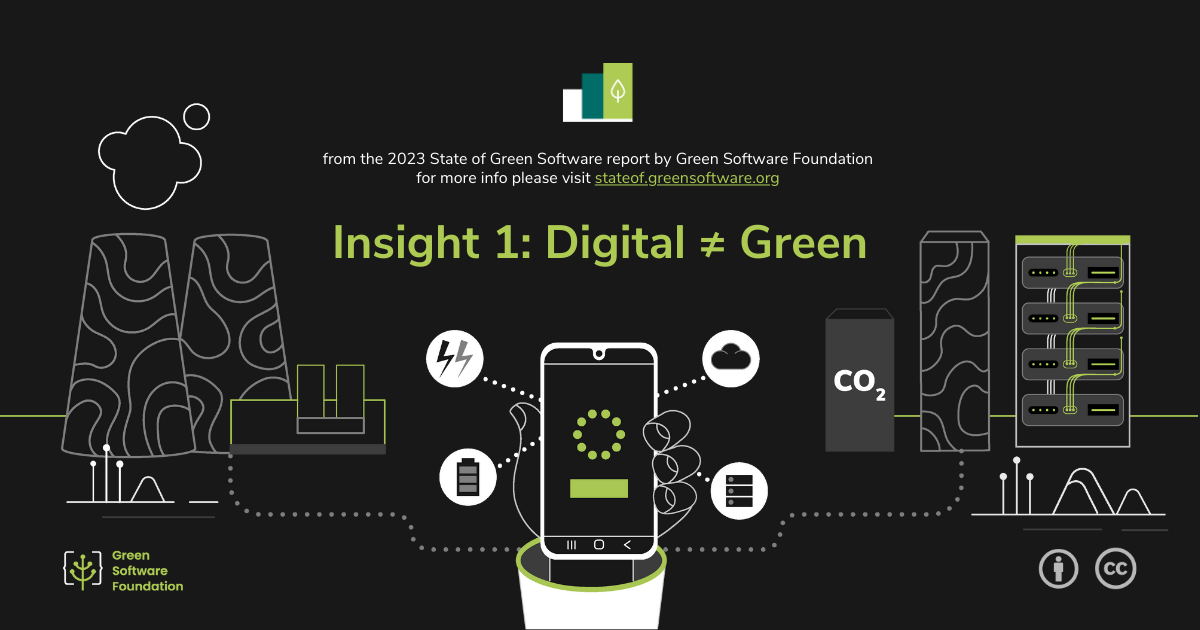 from the 2023 State of Green Software report by Green Software Foundation
for more info please visit stateof.greensoftware.org
Insight 1: Digital ≠ Green
CO₂
Green
Software
Foundation
cc